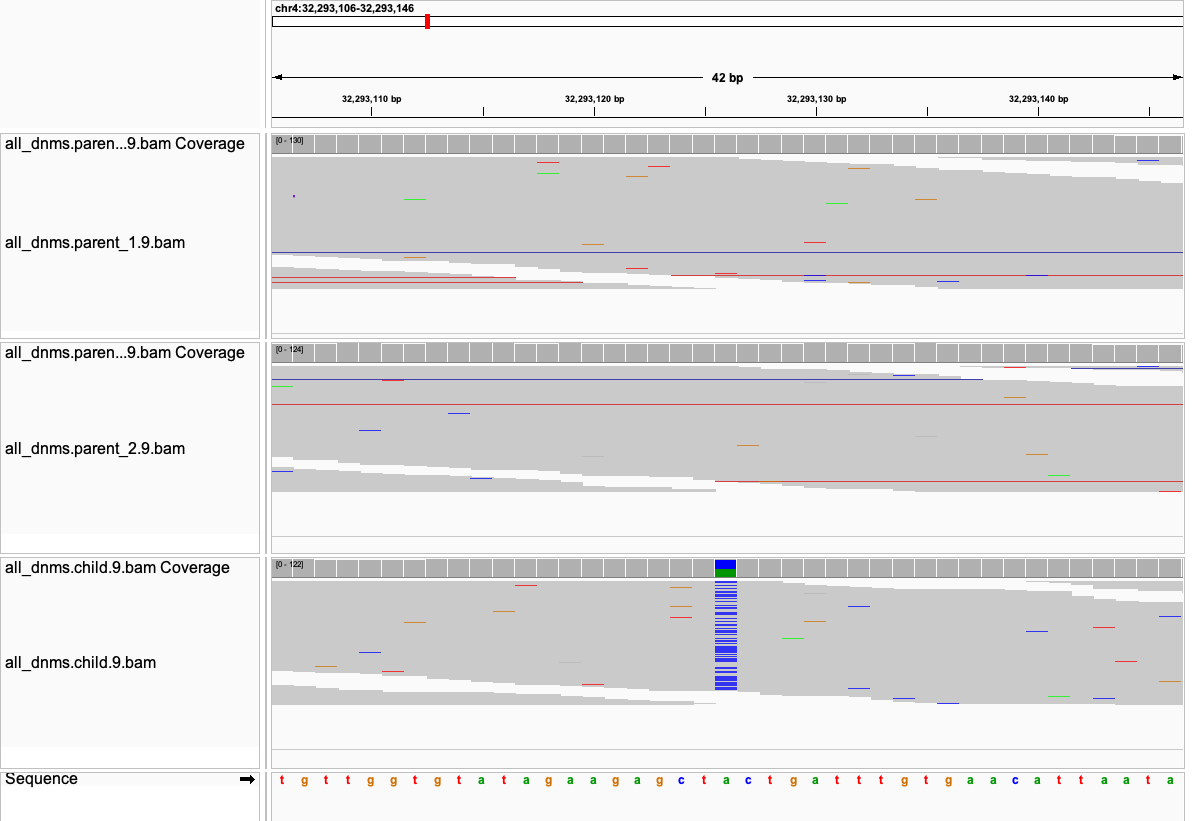 chr4:32,293,106-32,293,146
42 bp
32,293,110 bp 32,293,120 bp 32,293,130 bp 32,293,140 bp
all_dnms.paren...9.bam Coverage [0 - 130]
all_dnms.parent_1.9.bam
all_dnms.paren...9.bam Coverage [0 - 124]
all_dnms.parent_2.9.bam
all_dnms.child.9.bam Coverage [0 - 122]
all_dnms.child.9.bam
Sequence t g t t g g t g t a t a g a a g a g c t a c t g a t t t g t g a a c a t t a a t a